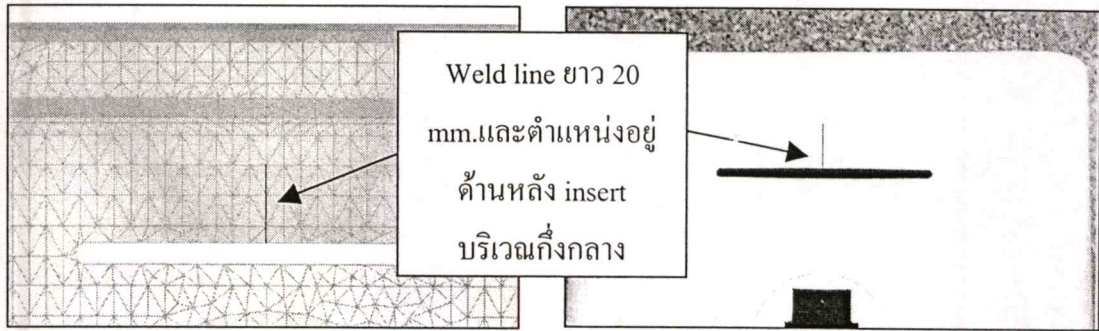 Weld line ยาว 20
mm.และตำแหน่งอยู่
ด้านหลัง insert
บริเวณกึ่งกลาง